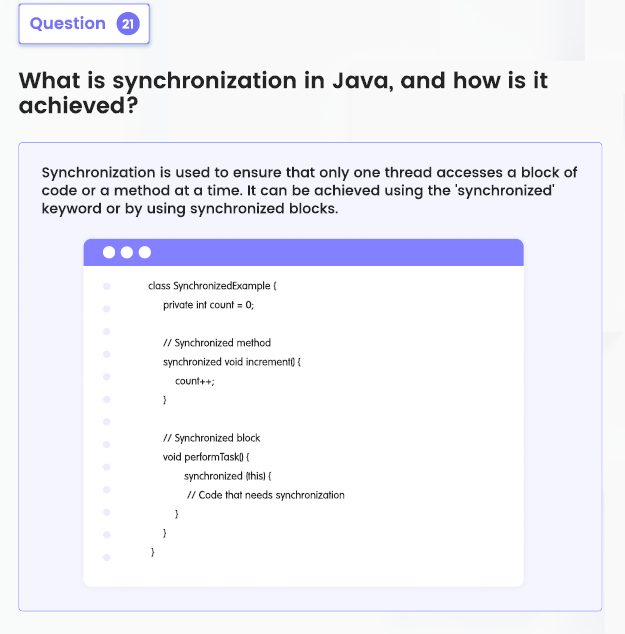 Question 21
What is synchronization in Java, and how is it
achieved?
Synchronization is used to ensure that only one thread accesses a block of
code or a method at a time. It can be achieved using the 'synchronized'
keyword or by using synchronized blocks.
class SynchronizedExample {
private int count = 0;
// Synchronized method
synchronized void increment() {
count++;
}
// Synchronized block
void performTask() {
synchronized (this) {
// Code that needs synchronization
}
}
}